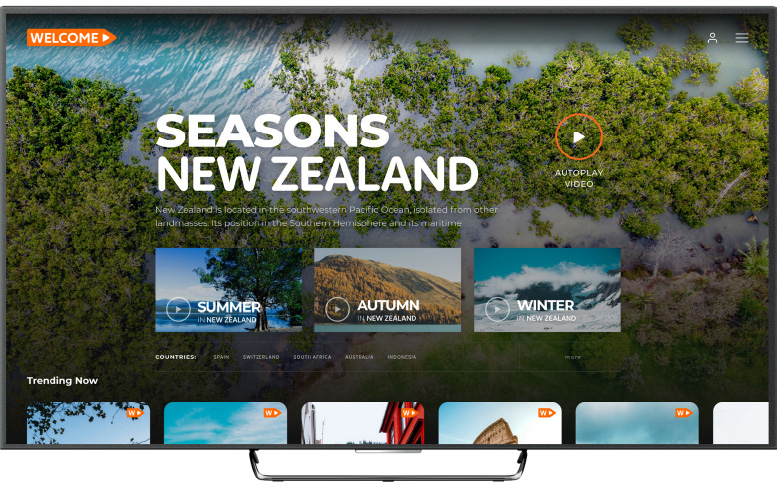 WELCOME
SEASONS
NEW ZEALAND
AUTOPLAY
VIDEO
New Zealand is located in the southwestern Pacific Ocean, isolated from other
landmasses. Its position in the Southern Hemisphere and its maritime
SUMMER
IN NEW ZEALAND
AUTUMN
IN NEW ZEALAND
WINTER
IN NEW ZEALAND
COUNTRIES: SPAIN SWITZERLAND SOUTH AFRICA AUSTRALIA INDONESIA more
Trending Now
W W W W W